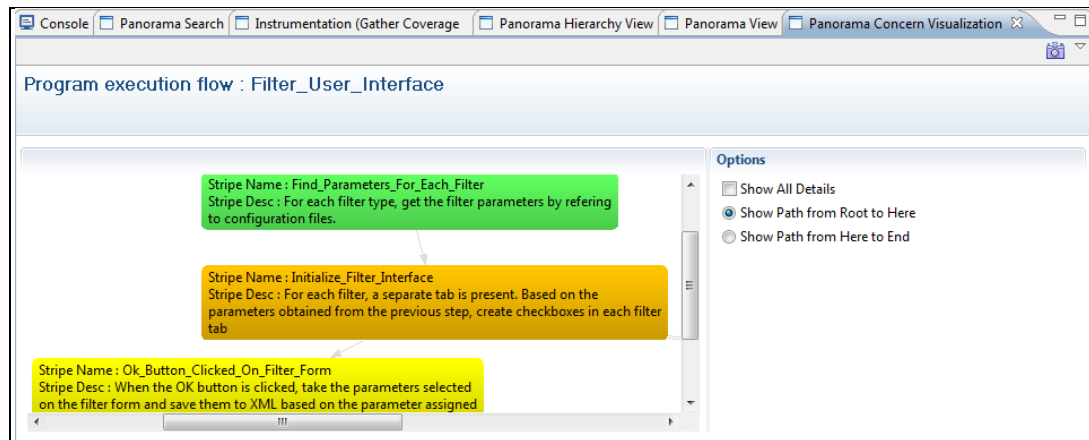 Console Panorama Search Instrumentation (Gather Coverage Panorama Hierarchy View Panorama View Panorama Concern Visualization
Program execution flow : Filter_User_Interface
Stripe Name : Find_Parameters_For_Each_Filter
Stripe Desc : For each filter type, get the filter parameters by refering
to configuration files.
Stripe Name : Initialize_Filter_Interface
Stripe Desc : For each filter, a separate tab is present. Based on the
parameters obtained from the previous step, create checkboxes in each filter
tab
Stripe Name : Ok_Button_Clicked_On_Filter_Form
Stripe Desc : When the OK button is clicked, take the parameters selected
on the filter form and save them to XML based on the parameter assigned
Options
Show All Details
Show Path from Root to Here
Show Path from Here to End